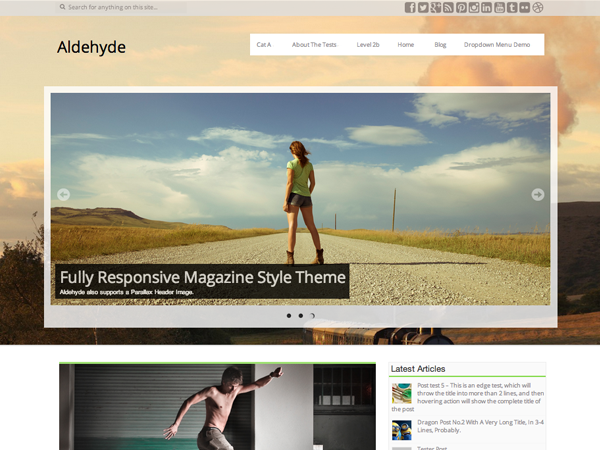 Search for anything on this site...
Aldehyde
Cat A About The Tests Level 2b Home Blog Dropdown Menu Demo
Fully Responsive Magazine Style Theme
Aldehyde also supports a Parallax Header Image.
Latest Articles
Post test 5 – This is an edge test, which will
throw the title into more than 2 lines, and then
hovering action will show the complete title of
the post
Dragon Post No.2 With A Very Long Title, In 3-4
Lines, Probably.